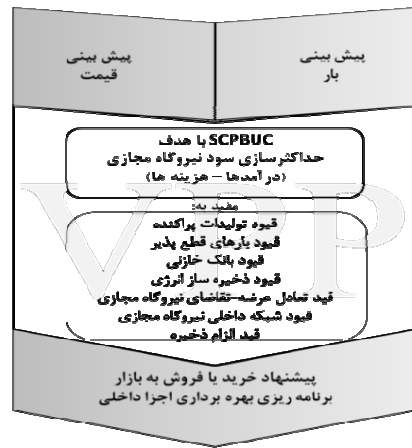 پیش بینی
بار
پیش بینی
قیمت
SCPBUC با هدف
حداکثرسازی سود نیروگاه مجازی
(درآمدها – هزینه ها)
مقید به:
قیود تولیدات پراکنده
قیود بارهای قطع پذیر
قیود بانک خازنی
قیود ذخیره ساز انرژی
قید تعادل عرضه-تقاضای نیروگاه مجازی
قیود شبکه داخلی نیروگاه مجازی
قید الزام ذخیره
VPP
پیشنهاد خرید یا فروش به بازار
برنامه ریزی بهره برداری اجزا داخلی